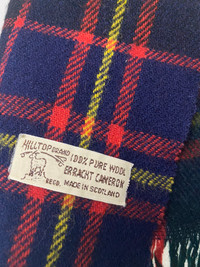 HILLTOP BRAND
100% PURE WOOL
ERRACHT CAMERON
REGD. MADE IN SCOTLAND